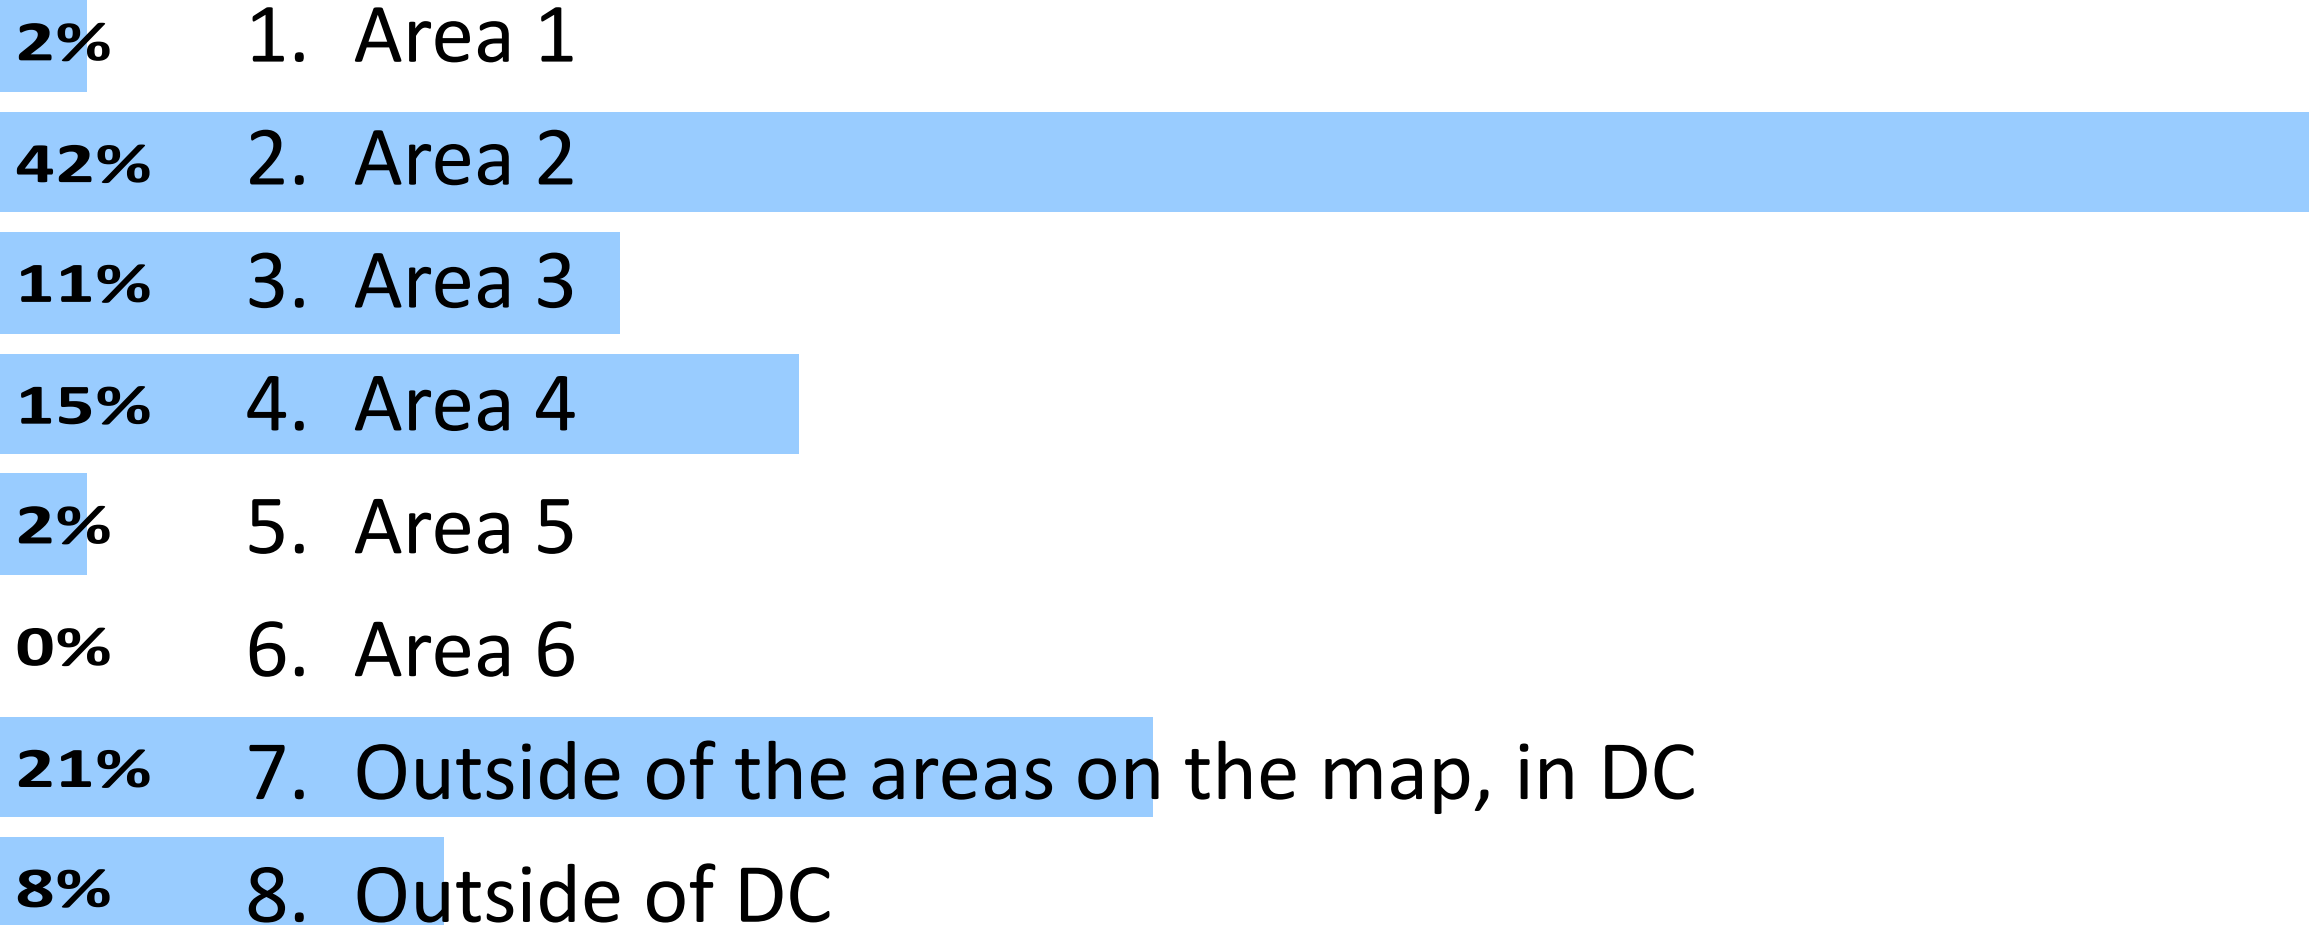 2% 1. Area 1
42% 2. Area 2
11% 3. Area 3
15% 4. Area 4
2% 5. Area 5
0% 6. Area 6
21% 7. Outside of the areas on the map, in DC
8% 8. Outside of DC